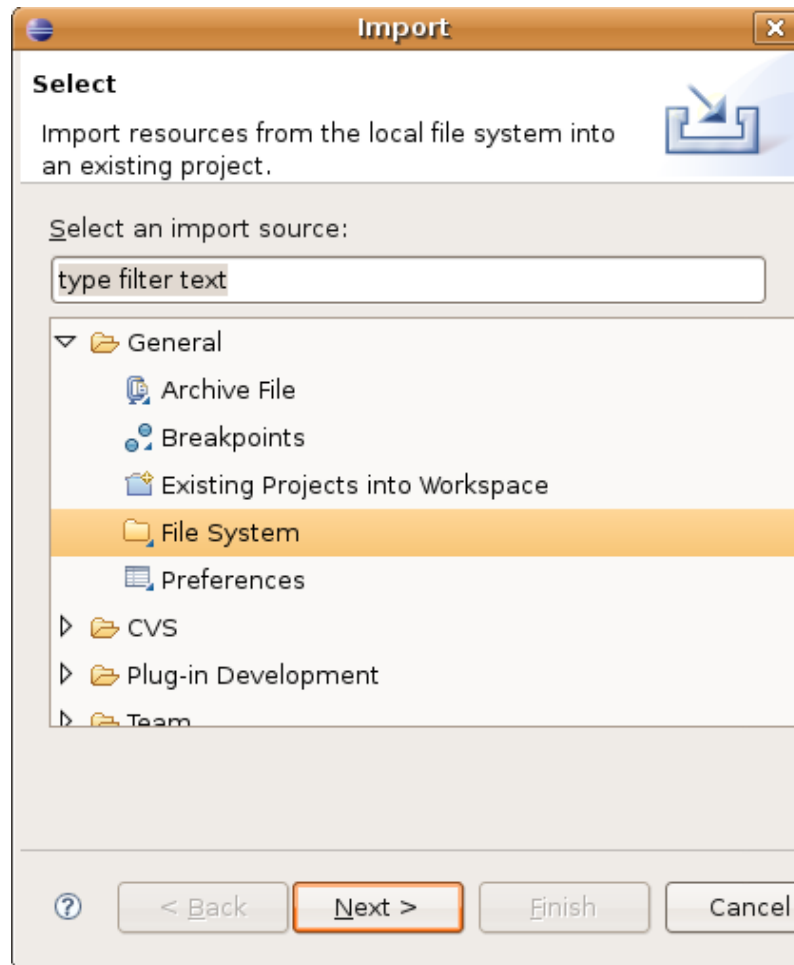 Import
Select
Import resources from the local file system into
an existing project.
Select an import source:
type filter text
General
Archive File
Breakpoints
Existing Projects into Workspace
File System
Preferences
CVS
Plug-in Development
Team
? < Back Next > Finish Cancel